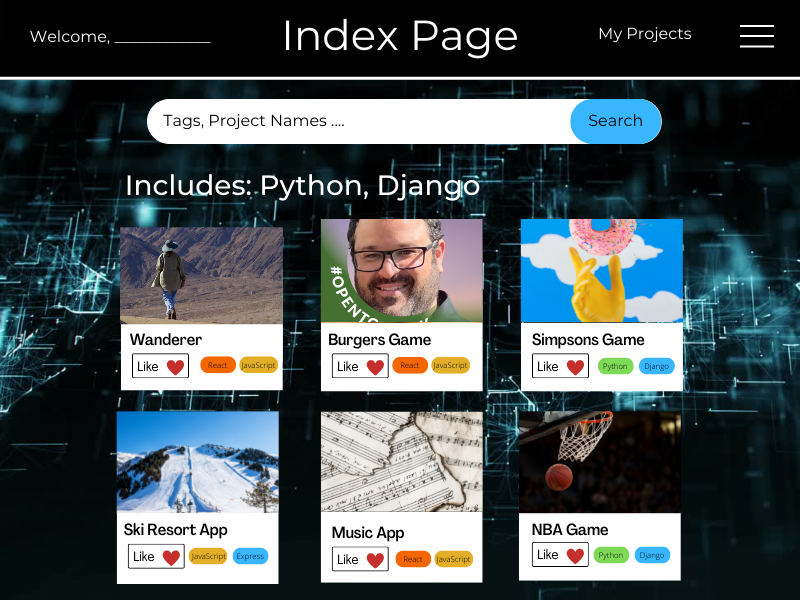 Welcome, ____________
Index Page
My Projects
Tags, Project Names ....
Search
Includes: Python, Django
#OPENTO
Wanderer
Like
React
JavaScript
Burgers Game
Like
React
JavaScript
Simpsons Game
Like
Python
Django
Ski Resort App
Like
JavaScript
Express
Music App
Like
React
JavaScript
NBA Game
Like
Python
Django